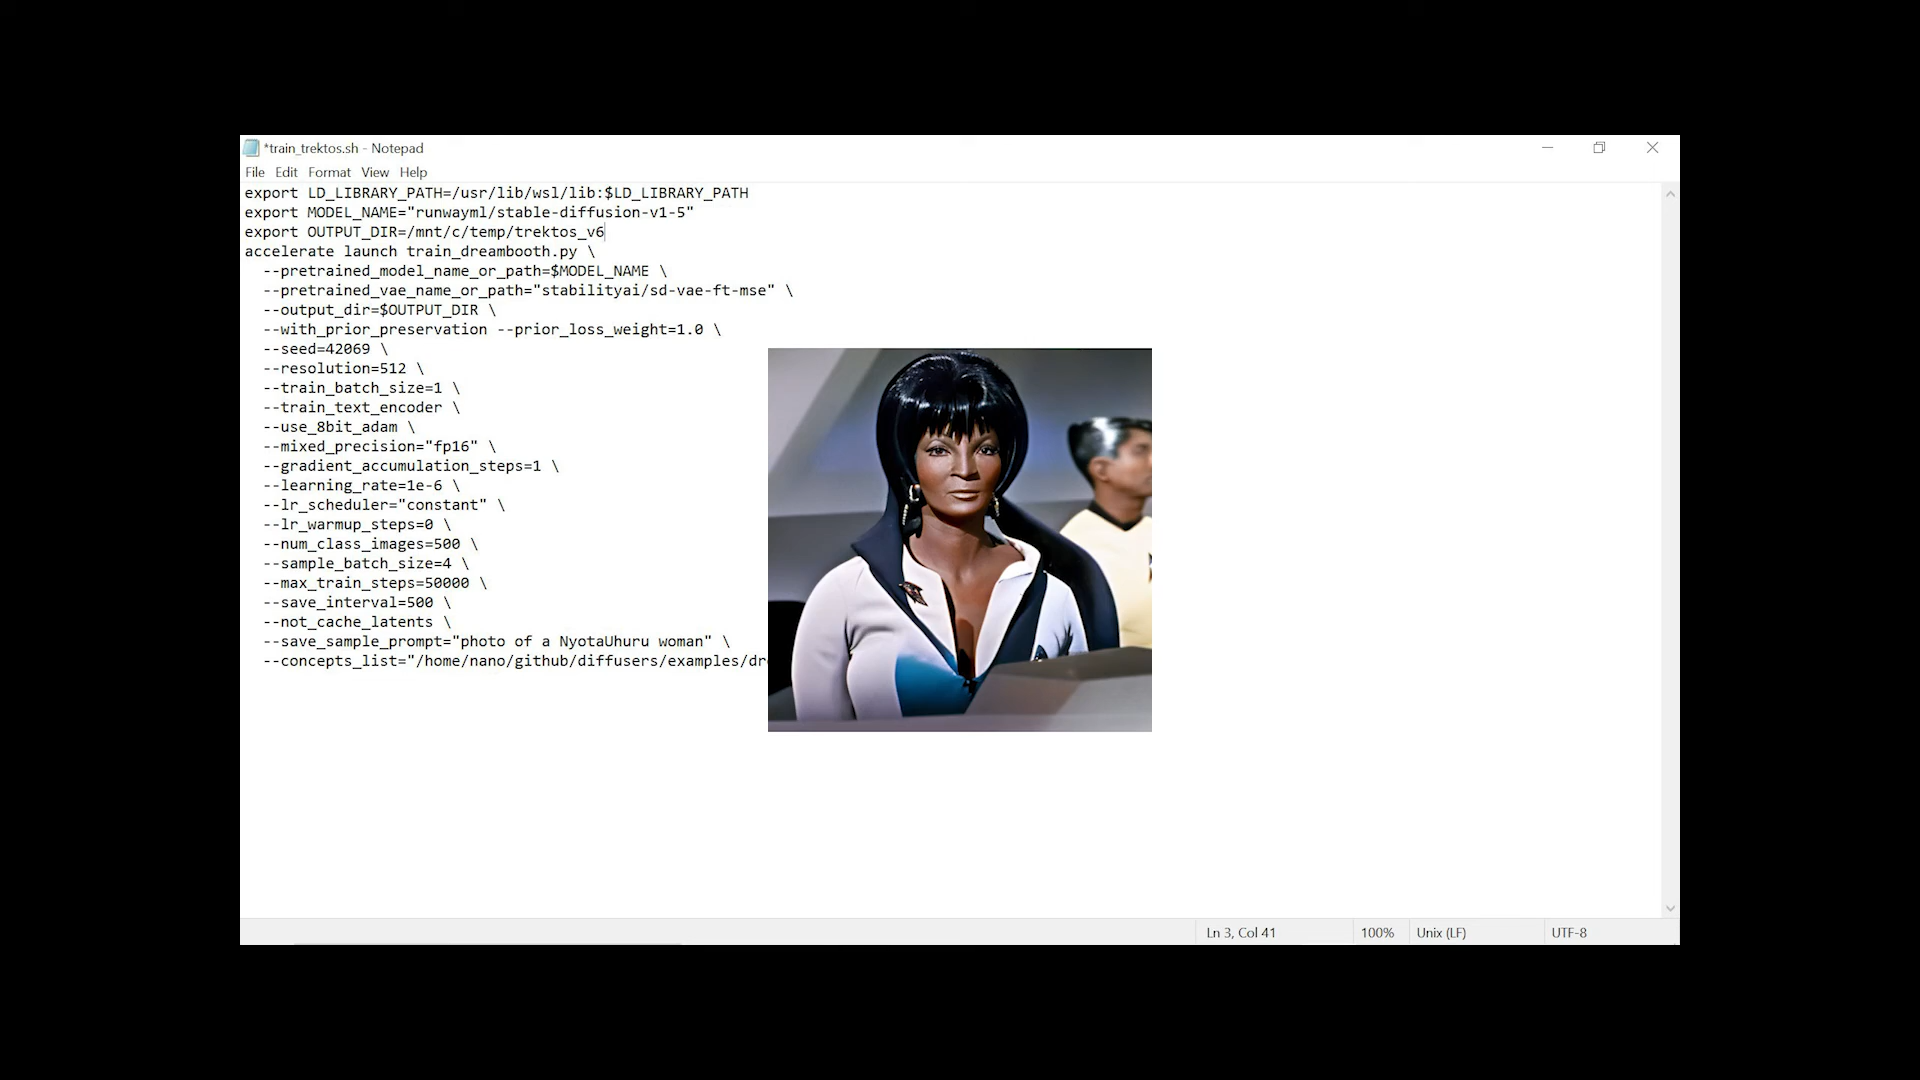 *train_trektos.sh - Notepad
File Edit Format View Help
export LD_LIBRARY_PATH=/usr/lib/wsl/lib:$LD_LIBRARY_PATH
export MODEL_NAME="runwayml/stable-diffusion-v1-5"
export OUTPUT_DIR=/mnt/c/temp/trektos_v6
accelerate launch train_dreambooth.py \
--pretrained_model_name_or_path=$MODEL_NAME \
--pretrained_vae_name_or_path="stabilityai/sd-vae-ft-mse" \
--output_dir=$OUTPUT_DIR \
--with_prior_preservation --prior_loss_weight=1.0 \
--seed=42069 \
--resolution=512 \
--train_batch_size=1 \
--train_text_encoder \
--use_8bit_adam \
--mixed_precision="fp16" \
--gradient_accumulation_steps=1 \
--learning_rate=1e-6 \
--lr_scheduler="constant" \
--lr_warmup_steps=0 \
--num_class_images=500 \
--sample_batch_size=4 \
--max_train_steps=50000 \
--save_interval=500 \
--not_cache_latents \
--save_sample_prompt="photo of a NyotaUhuru woman" \
--concepts_list="/home/nano/github/diffusers/examples/dr
Ln 3, Col 41 100% Unix (LF) UTF-8